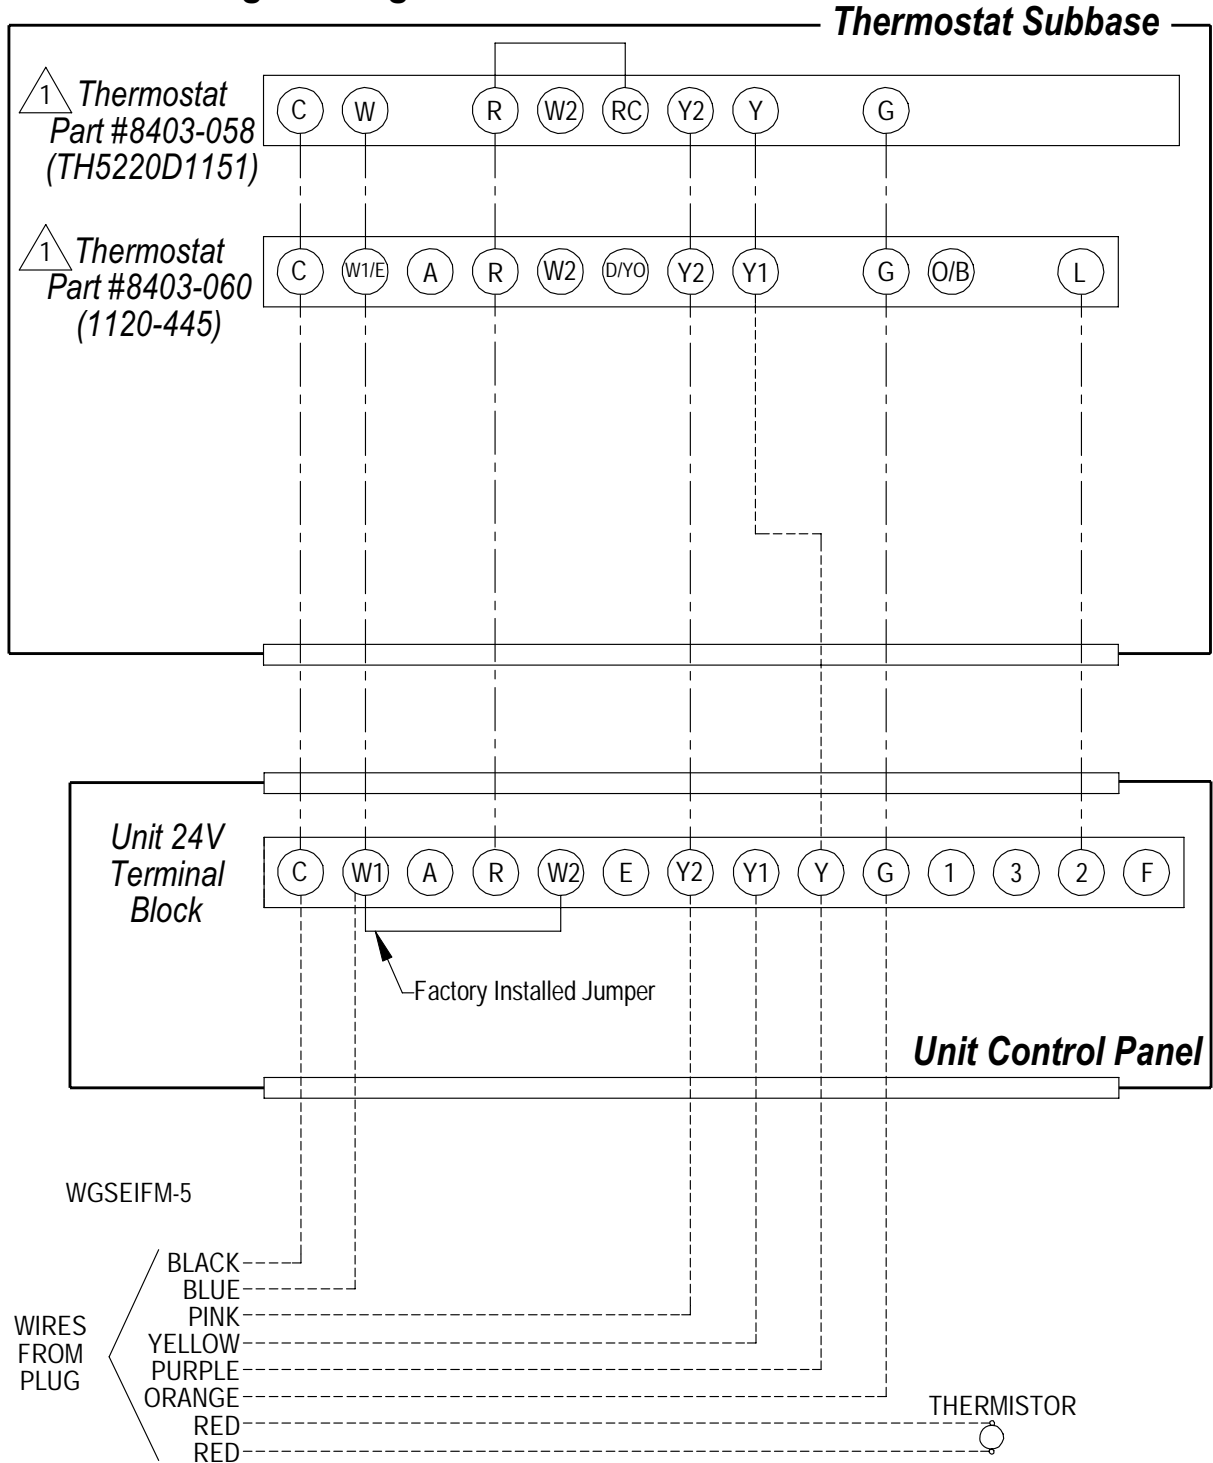 Thermostat Subbase
1 Thermostat
Part #8403-058
(TH5220D1151)
C W R W2 RC Y2 Y G
1 Thermostat
Part #8403-060
(1120-445)
C W1/E A R W2 D/YO Y2 Y1 G O/B L
Unit 24V
Terminal
Block
C W1 A R W2 E Y2 Y1 Y G 1 3 2 F
Factory Installed Jumper
Unit Control Panel
WGSEIFM-5
WIRES
FROM
PLUG
BLACK
BLUE
PINK
YELLOW
PURPLE
ORANGE
RED
RED
THERMISTOR